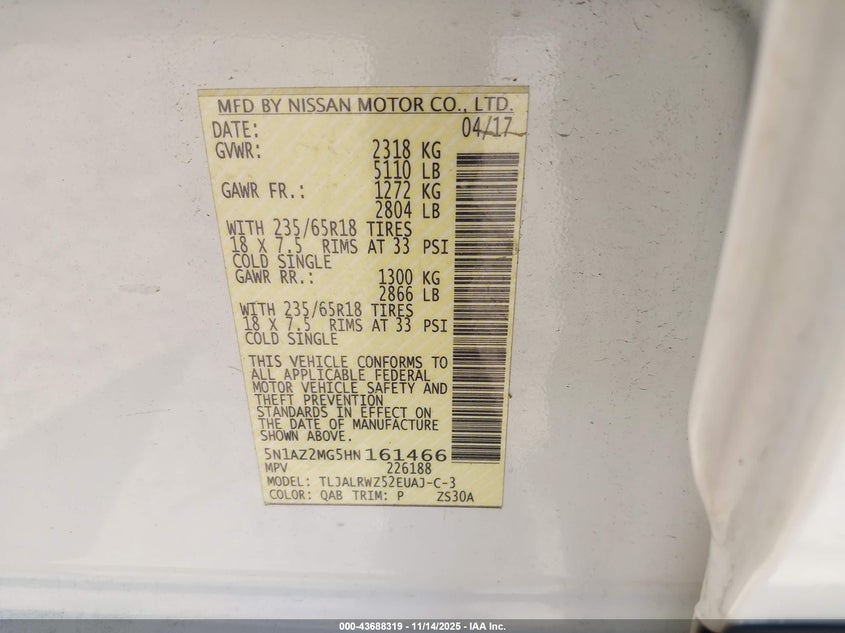 MFD BY NISSAN MOTOR CO., LTD.
DATE: 04/17
GVWR: 2318 KG
5110 LB
GAWR FR.: 1272 KG
2804 LB
WITH 235/65R18 TIRES
18 X 7.5 RIMS AT 33 PSI
COLD SINGLE
GAWR RR.: 1300 KG
2866 LB
WITH 235/65R18 TIRES
18 X 7.5 RIMS AT 33 PSI
COLD SINGLE
THIS VEHICLE CONFORMS TO
ALL APPLICABLE FEDERAL
MOTOR VEHICLE SAFETY AND
THEFT PREVENTION
STANDARDS IN EFFECT ON
THE DATE OF MANUFACTURE
SHOWN ABOVE.
5N1AZ2MG5HN161466
MPV 226188
MODEL: TLJALRWZ52EUAJ-C-3
COLOR: QAB TRIM: P ZS30A
000-43688319 - 11/14/2025 - IAA Inc.